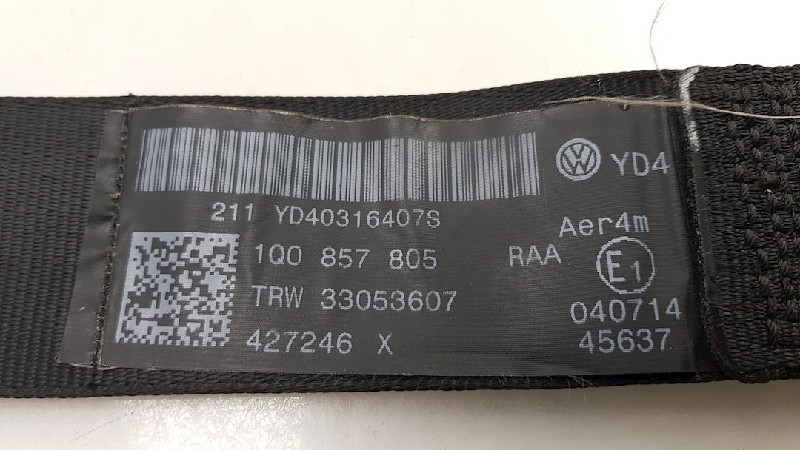 YD4
211 YD40316407S
Aer4m
1Q0 857 805 RAA
E1
TRW 33053607
040714
427246 X
45637